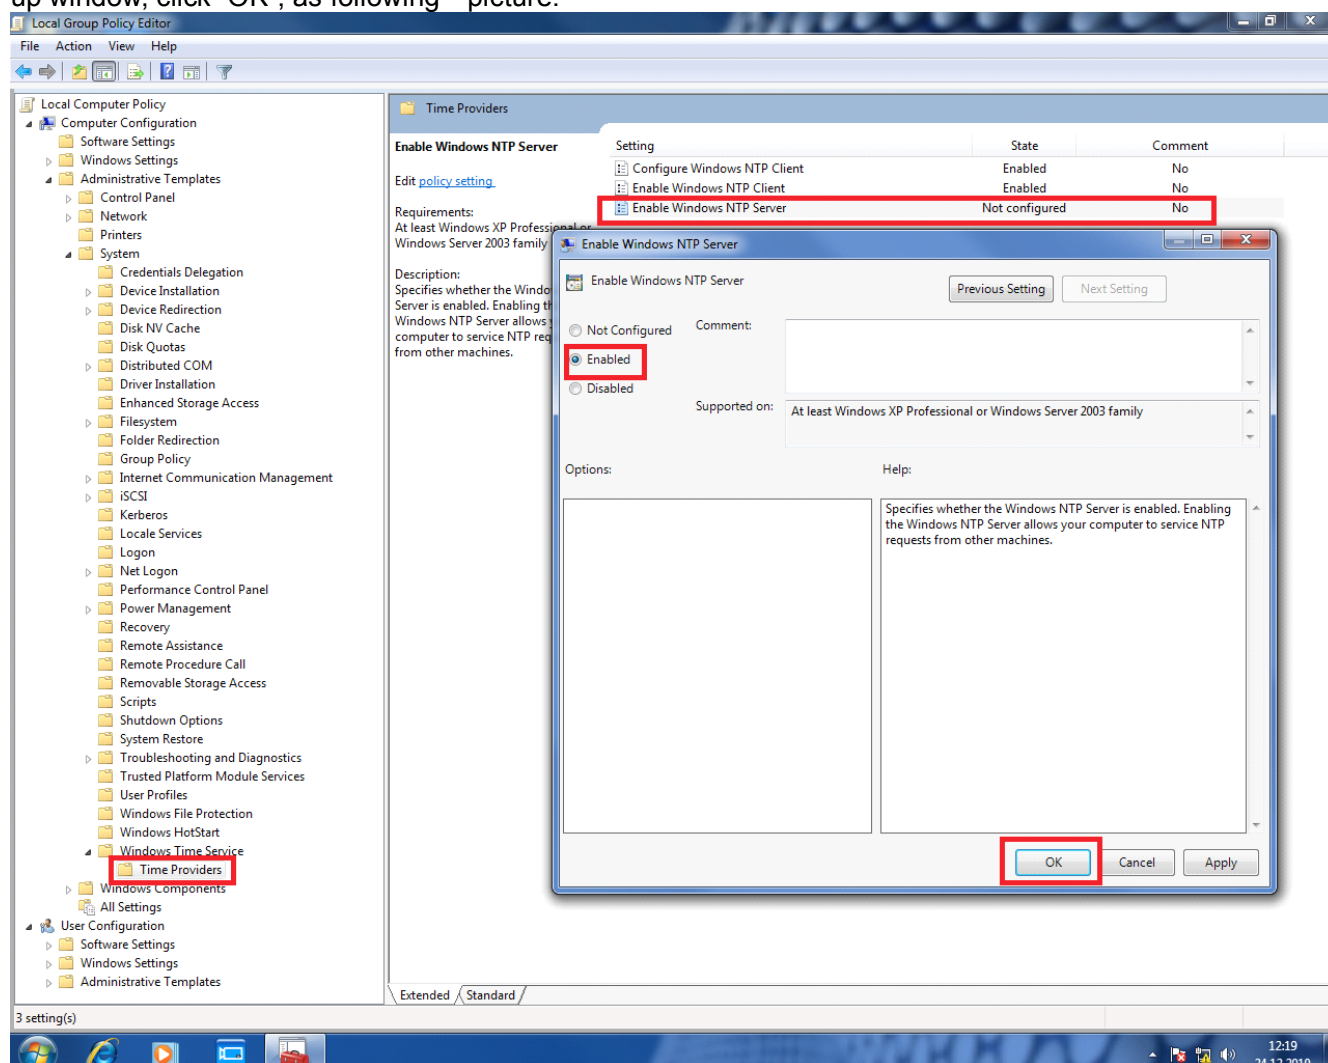 up window, click "OK", as following picture:
Local Group Policy Editor
File Action View Help
Local Computer Policy
Computer Configuration
Software Settings
Windows Settings
Administrative Templates
Control Panel
Network
Printers
System
Credentials Delegation
Device Installation
Device Redirection
Disk NV Cache
Disk Quotas
Distributed COM
Driver Installation
Enhanced Storage Access
Filesystem
Folder Redirection
Group Policy
Internet Communication Management
iSCSI
Kerberos
Locale Services
Logon
Net Logon
Performance Control Panel
Power Management
Recovery
Remote Assistance
Remote Procedure Call
Removable Storage Access
Scripts
Shutdown Options
System Restore
Troubleshooting and Diagnostics
Trusted Platform Module Services
User Profiles
Windows File Protection
Windows HotStart
Windows Time Service
Time Providers
Windows Components
All Settings
User Configuration
Software Settings
Windows Settings
Administrative Templates
Time Providers
Enable Windows NTP Server
Edit policy setting
Requirements:
At least Windows XP Professional or
Windows Server 2003 family
Description:
Specifies whether the Windo
Server is enabled. Enabling th
Windows NTP Server allows
computer to service NTP req
from other machines.
Setting State Comment
Configure Windows NTP Client Enabled No
Enable Windows NTP Client Enabled No
Enable Windows NTP Server Not configured No
Enable Windows NTP Server
Enable Windows NTP Server
Previous Setting Next Setting
Not Configured Comment:
Enabled
Disabled
Supported on: At least Windows XP Professional or Windows Server 2003 family
Options: Help:
Specifies whether the Windows NTP Server is enabled. Enabling
the Windows NTP Server allows your computer to service NTP
requests from other machines.
OK Cancel Apply
Extended Standard
3 setting(s)
12:19
24.12.2010